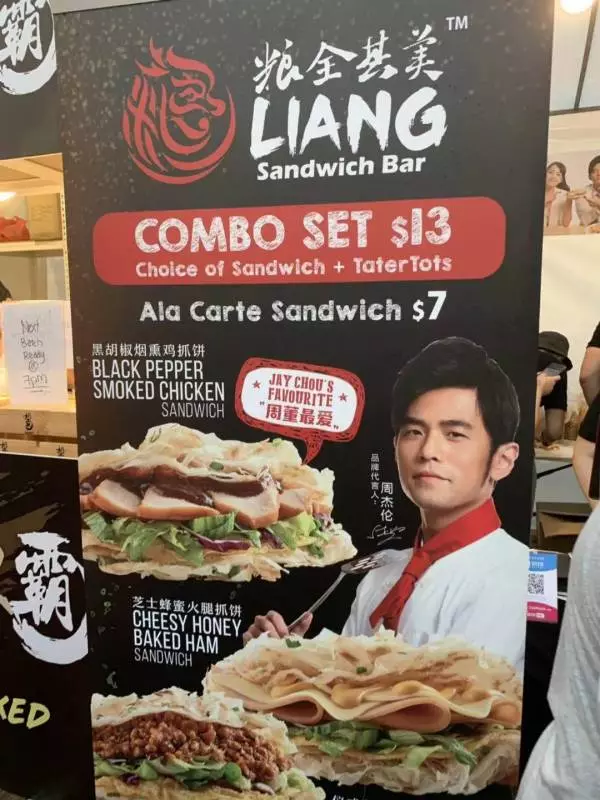 霸
粮全其美
TM
LIANG
Sandwich Bar
COMBO SET $13
Choice of Sandwich + TaterTots
Ala Carte Sandwich $7
Next
Batch
Ready
@
7pm
黑胡椒烟熏鸡抓饼
BLACK PEPPER
SMOKED CHICKEN
SANDWICH
JAY CHOU'S
FAVOURITE
周董最爱
品牌代言人：
周杰伦
霸
芝士蜂蜜火腿抓饼
CHEESY HONEY
BAKED HAM
SANDWICH
KED